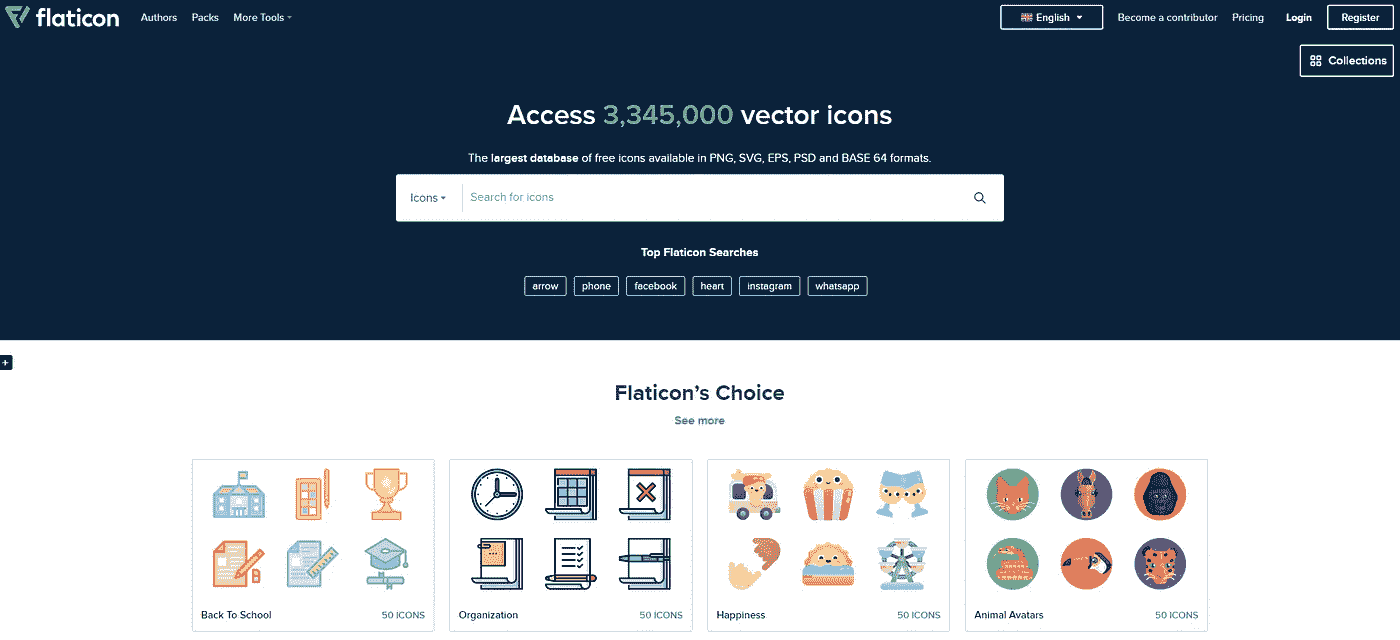 flaticon Authors Packs More Tools English Become a contributor Pricing Login Register
Collections
Access 3,345,000 vector icons
The largest database of free icons available in PNG, SVG, EPS, PSD and BASE 64 formats.
Icons Search for icons
Top Flaticon Searches
arrow phone facebook heart instagram whatsapp
+
Flaticon’s Choice
See more
Back To School 50 ICONS Organization 50 ICONS Happiness 50 ICONS Animal Avatars 50 ICONS